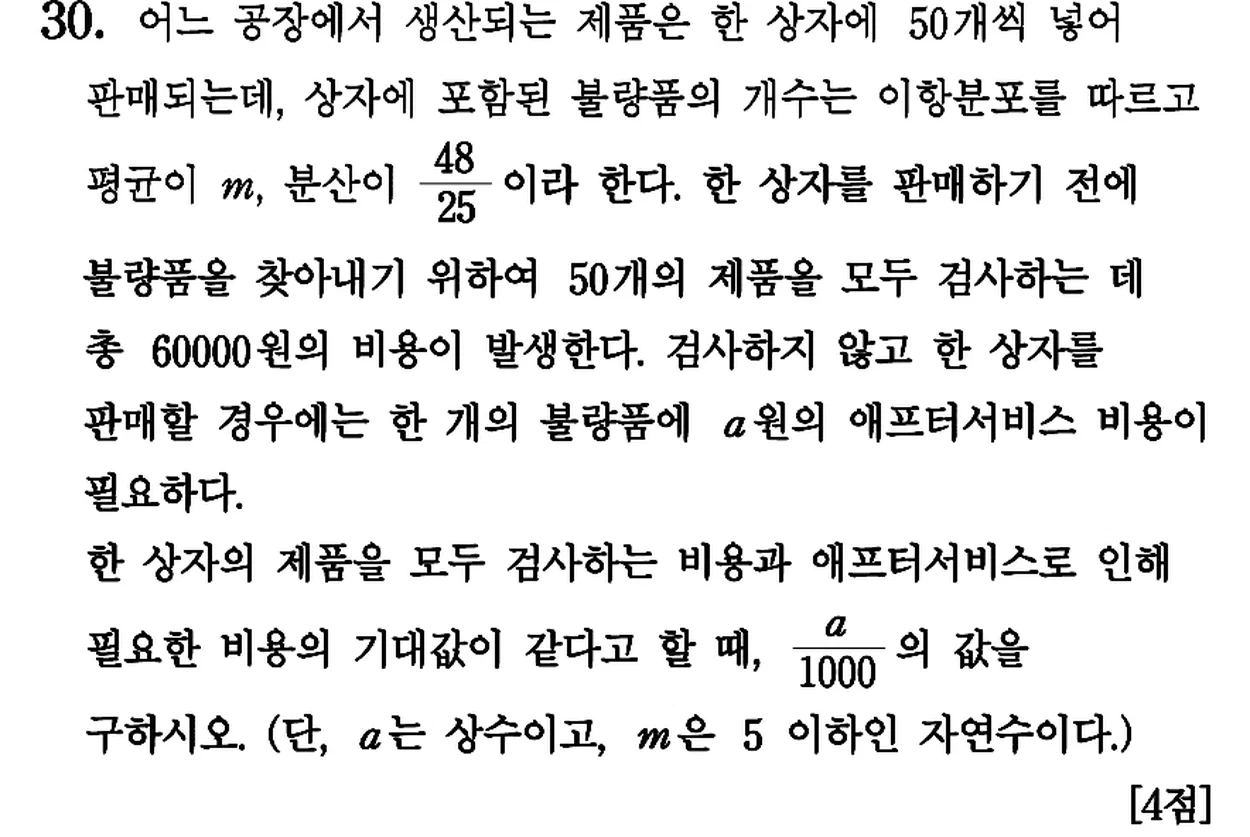 30. 어느 공장에서 생산되는 제품은 한 상자에 50개씩 넣어
판매되는데, 상자에 포함된 불량품의 개수는 이항분포를 따르고
평균이 m, 분산이 48/25 이라 한다. 한 상자를 판매하기 전에
불량품을 찾아내기 위하여 50개의 제품을 모두 검사하는 데
총 60000원의 비용이 발생한다. 검사하지 않고 한 상자를
판매할 경우에는 한 개의 불량품에 a원의 애프터서비스 비용이
필요하다.
한 상자의 제품을 모두 검사하는 비용과 애프터서비스로 인해
필요한 비용의 기대값이 같다고 할 때, a/1000 의 값을
구하시오. (단, a는 상수이고, m은 5 이하인 자연수이다.)
[4점]